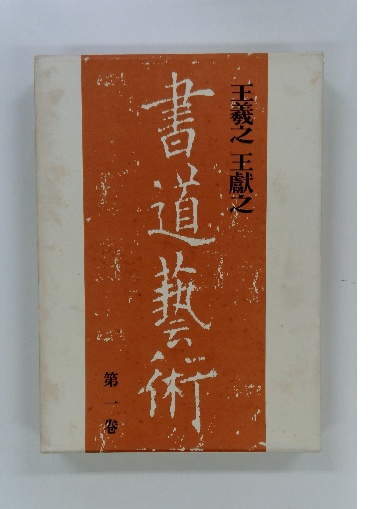 王羲之 王獻之
書道藝術
第一卷